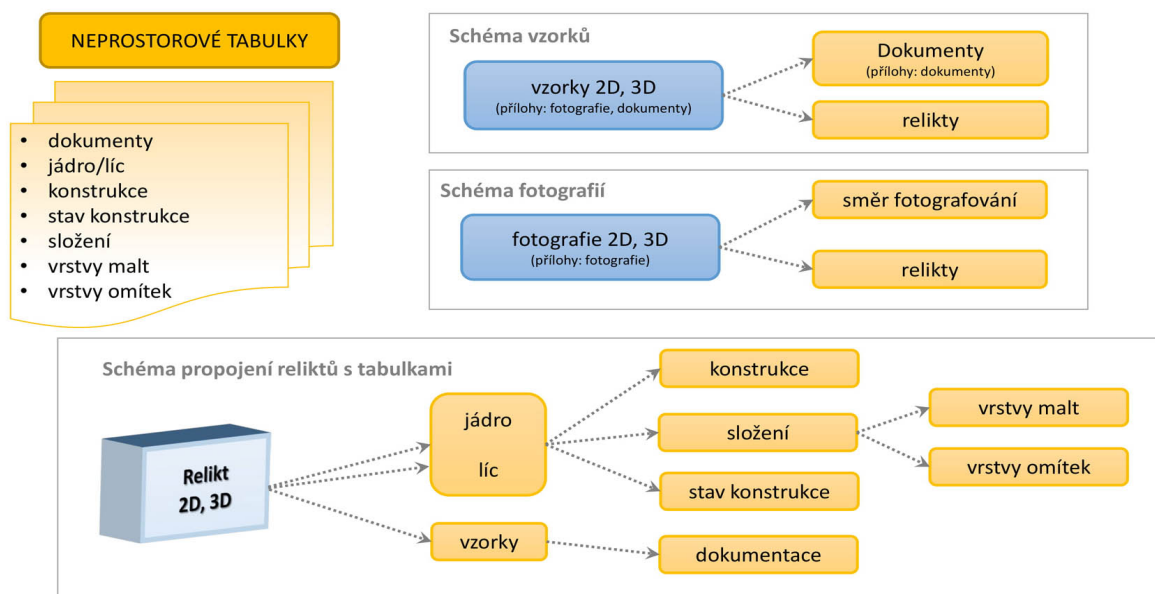 NEPROSTOROVÉ TABULKY
• dokumenty
• jádro/líc
• konstrukce
• stav konstrukce
• složení
• vrstvy malt
• vrstvy omítek
Schéma vzorků
vzorky 2D, 3D
(přílohy: fotografie, dokumenty)
Dokumenty
(přílohy: dokumenty)
relikty
Schéma fotografií
fotografie 2D, 3D
(přílohy: fotografie)
směr fotografování
relikty
Schéma propojení reliktů s tabulkami
Relikt
2D, 3D
jádro
líc
vzorky
konstrukce
složení
stav konstrukce
dokumentace
vrstvy malt
vrstvy omítek